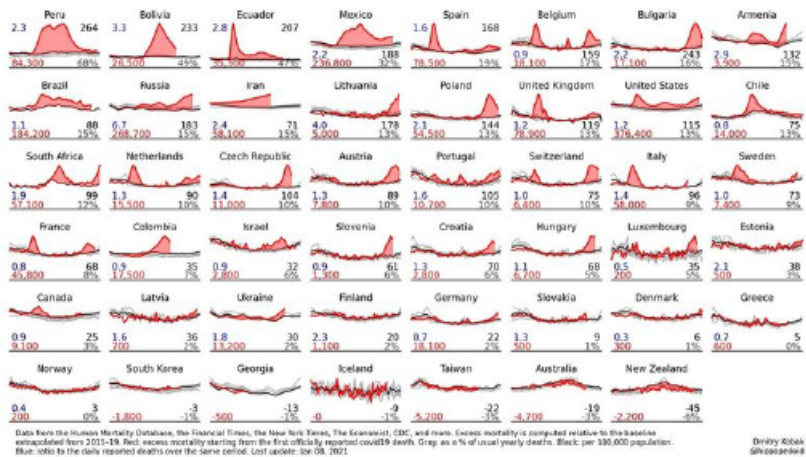 Peru Bolivia Ecuador Mexico Spain Belgium Bulgaria Armenia
2.3 264 3.3 233 2.8 207 2.2 188 1.6 168 0.9 159 2.2 243 2.9 132
84,300 68% 26,500 49% 35,300 47% 236,800 32% 78,500 19% 18,100 17% 17,100 16% 3,900 15%
Brazil Russia Iran Lithuania Poland United Kingdom United States Chile
1.1 88 6.7 183 2.4 71 4.0 178 2.1 144 1.2 119 1.2 115 0.8 75
184,200 15% 268,700 15% 58,100 15% 5,000 13% 54,500 13% 78,900 13% 376,400 13% 14,000 13%
South Africa Netherlands Czech Republic Austria Portugal Switzerland Italy Sweden
1.9 99 1.3 90 1.4 104 1.3 89 1.6 105 1.0 75 1.4 96 1.0 73
57,100 12% 15,500 10% 11,000 10% 7,800 10% 10,700 10% 6,400 10% 58,000 9% 7,400 9%
France Colombia Israel Slovenia Croatia Hungary Luxembourg Estonia
0.8 68 0.9 35 0.9 32 0.9 61 1.3 70 1.1 68 0.5 35 2.1 38
45,800 8% 17,500 7% 2,800 6% 1,300 6% 2,800 6% 6,700 5% 200 5% 500 3%
Canada Latvia Ukraine Finland Germany Slovakia Denmark Greece
0.9 25 1.6 36 1.8 30 2.3 20 0.7 22 1.3 9 0.3 6 0.7 5
9,100 3% 700 2% 13,200 2% 1,100 2% 18,100 2% 500 1% 300 1% 600 0%
Norway South Korea Georgia Iceland Taiwan Australia New Zealand
0.4 3 -3 -13 -9 -22 -19 -45
200 0% -1,800 -1% -500 -1% -0 -1% -5,200 -3% -4,700 -3% -2,200 -6%
Data from the Human Mortality Database, the Financial Times, the New York Times, The Economist, CDC, and more. Excess mortality is computed relative to the baseline
extrapolated from 2015-19. Red: excess mortality starting from the first officially reported covid19 death. Gray: as a % of usual yearly deaths. Black: per 100,000 population.
Blue: ratio to the daily reported deaths over the same period. Last update: Jan 08, 2021
Dmitry Kobak
@hippopedoid